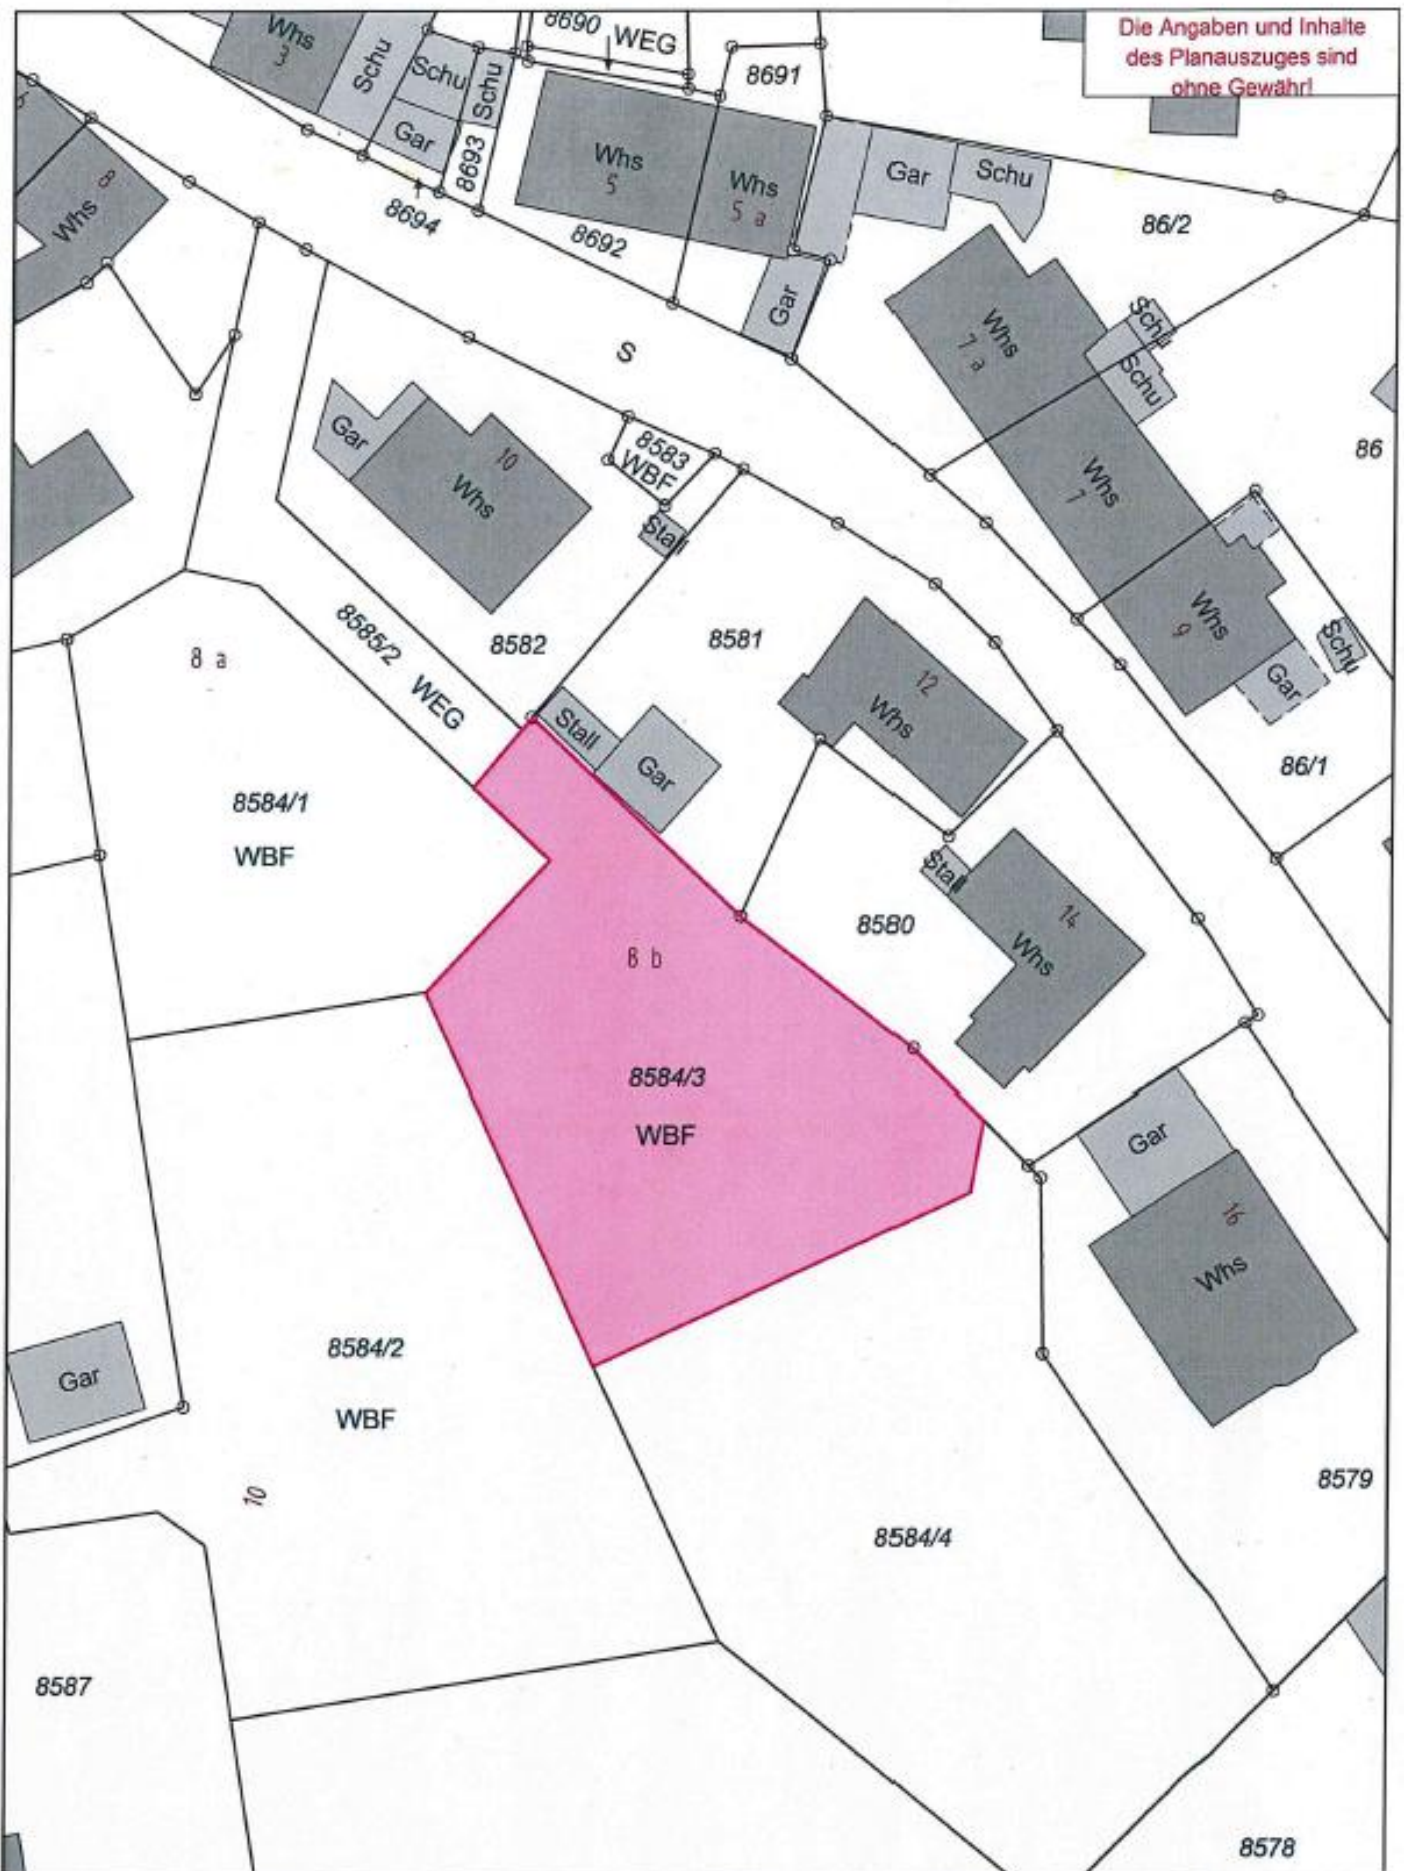 Die Angaben und Inhalte
des Planauszuges sind
ohne Gewähr!
Whs
3
Schu
Schu
Schu
Gar
8693
8694
8690 WEG
8691
Whs
5
Whs
5 a
8692
Gar
Gar
Schu
86/2
Whs
8
S
Whs
7 a
Schu
Schu
86
Gar
10
Whs
8583
WBF
Stall
Whs
7
Whs
9
Schu
Gar
86/1
8585/2 WEG
8582
8581
12
Whs
8 a
Stall
Gar
8584/1
WBF
Stall
8580
14
Whs
8 b
8584/3
WBF
Gar
16
Whs
Gar
8584/2
WBF
10
8579
8584/4
8587
8578